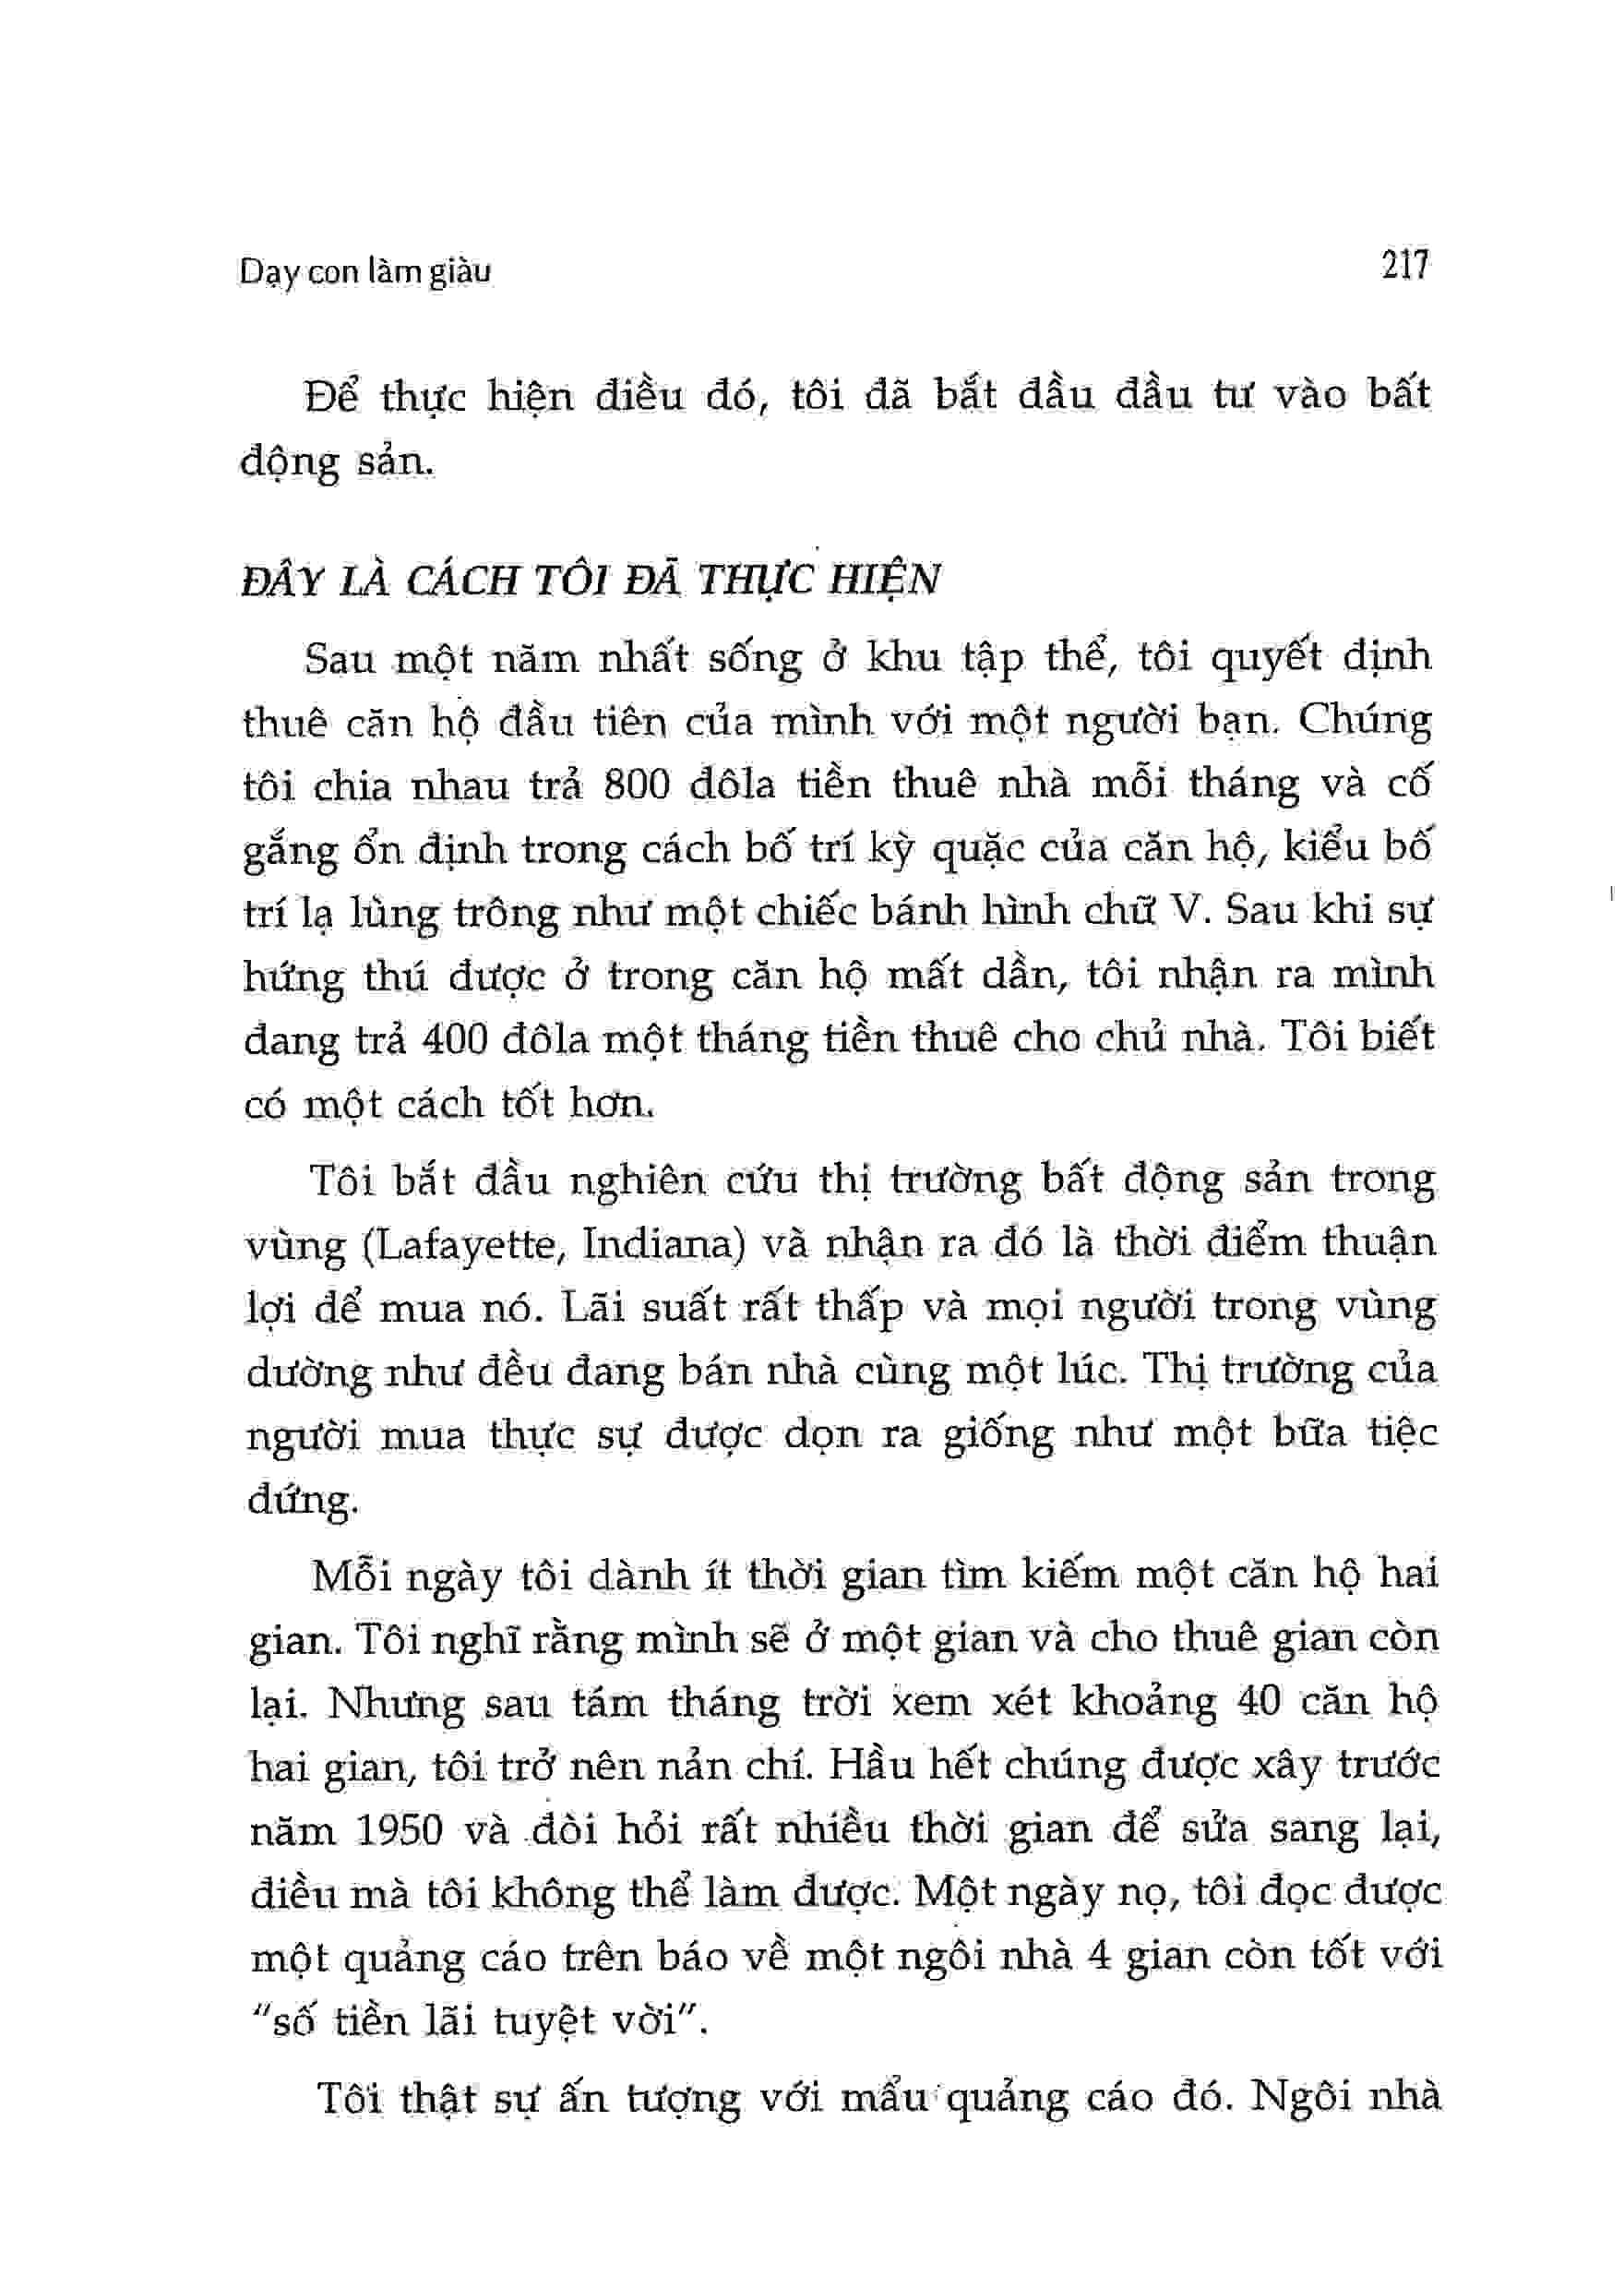 Dạy con làm giàu 217
Để thực hiện điều đó, tôi đã bắt đầu đầu tư vào bất
động sản.
ĐÂY LÀ CÁCH TÔI ĐÃ THỰC HIỆN
Sau một năm nhất sống ở khu tập thể, tôi quyết định
thuê căn hộ đầu tiên của mình với một người bạn. Chúng
tôi chia nhau trả 800 đôla tiền thuê nhà mỗi tháng và cố
gắng ổn định trong cách bố trí kỳ quặc của căn hộ, kiểu bố
trí lạ lùng trông như một chiếc bánh hình chữ V. Sau khi sự
hứng thú được ở trong căn hộ mất dần, tôi nhận ra mình
đang trả 400 đôla một tháng tiền thuê cho chủ nhà. Tôi biết
có một cách tốt hơn.
Tôi bắt đầu nghiên cứu thị trường bất động sản trong
vùng (Lafayette, Indiana) và nhận ra đó là thời điểm thuận
lợi để mua nó. Lãi suất rất thấp và mọi người trong vùng
dường như đều đang bán nhà cùng một lúc. Thị trường của
người mua thực sự được dọn ra giống như một bữa tiệc
đứng.
Mỗi ngày tôi dành ít thời gian tìm kiếm một căn hộ hai
gian. Tôi nghĩ rằng mình sẽ ở một gian và cho thuê gian còn
lại. Nhưng sau tám tháng trời xem xét khoảng 40 căn hộ
hai gian, tôi trở nên nản chí. Hầu hết chúng được xây trước
năm 1950 và đòi hỏi rất nhiều thời gian để sửa sang lại,
điều mà tôi không thể làm được. Một ngày nọ, tôi đọc được
một quảng cáo trên báo về một ngôi nhà 4 gian còn tốt với
"số tiền lãi tuyệt vời".
Tôi thật sự ấn tượng với mẩu quảng cáo đó. Ngôi nhà